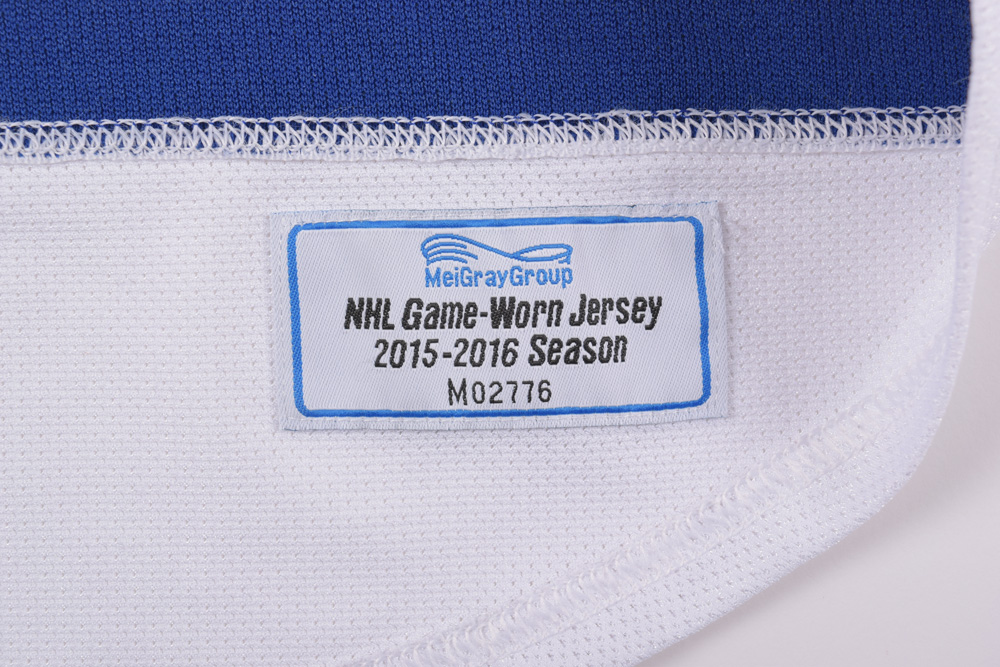 MeiGrayGroup
NHL Game-Worn Jersey
2015-2016 Season
M02776